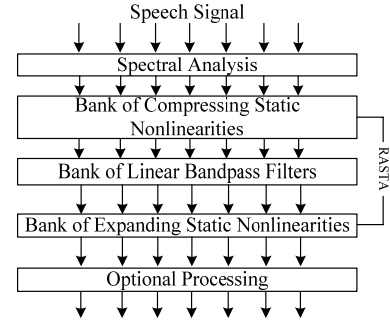 Speech Signal
Spectral Analysis
Bank of Compressing Static
Nonlinearities
Bank of Linear Bandpass Filters
Bank of Expanding Static Nonlinearities
RASTA
Optional Processing